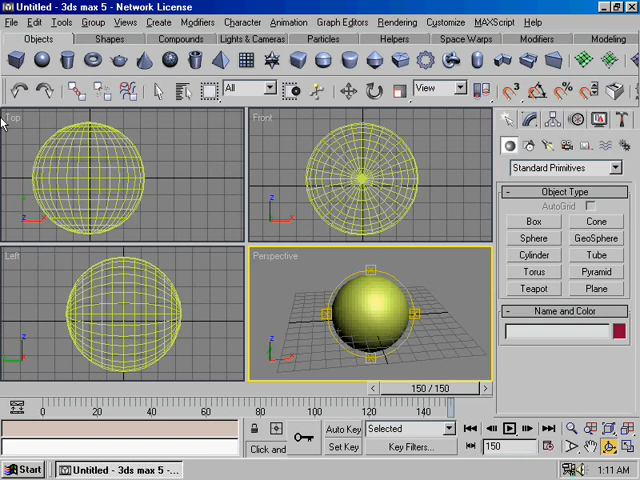 Untitled - 3ds max 5 - Network License
File Edit Tools Group Views Create Modifiers Character Animation Graph Editors Rendering Customize MAXScript Help
Objects Shapes Compounds Lights & Cameras Particles Helpers Space Warps Modifiers Modeling
All View
Top Front
Standard Primitives
- Object Type
AutoGrid
Box Cone
Sphere GeoSphere
Left Perspective
Cylinder Tube
Torus Pyramid
Teapot Plane
- Name and Color
< 150 / 150 >
0 20 40 60 80 100 120 140
Auto Key Selected
Click and Set Key Key Filters... 150
Start Untitled - 3ds max 5 -... 1:11 AM